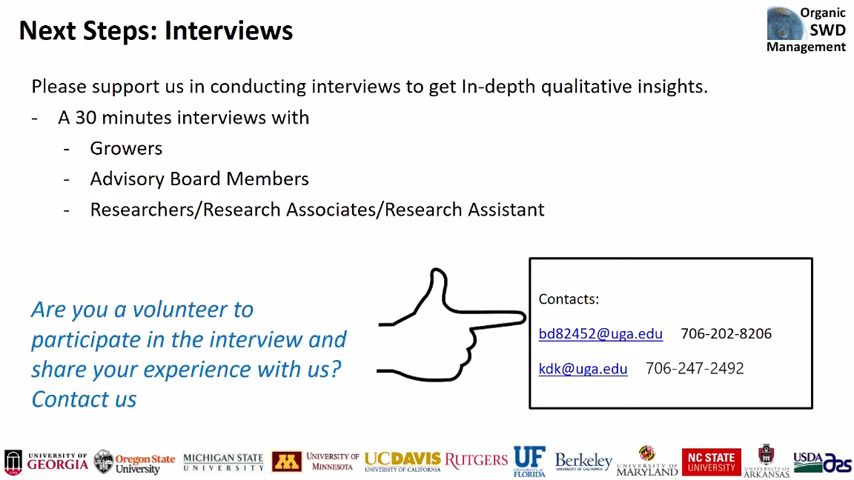 Next Steps: Interviews
Organic
SWD
Management
Please support us in conducting interviews to get In-depth qualitative insights.
- A 30 minutes interviews with
- Growers
- Advisory Board Members
- Researchers/Research Associates/Research Assistant
Are you a volunteer to
participate in the interview and
share your experience with us?
Contact us
Contacts:
bd82452@uga.edu 706-202-8206
kdk@uga.edu 706-247-2492
UNIVERSITY OF
GEORGIA
Oregon State
University
MICHIGAN STATE
UNIVERSITY
M
UNIVERSITY OF
MINNESOTA
UCDAVIS
UNIVERSITY OF CALIFORNIA
RUTGERS
UF
UNIVERSITY of
FLORIDA
Berkeley
UNIVERSITY OF CALIFORNIA
UNIVERSITY OF
MARYLAND
NC STATE
UNIVERSITY
UNIVERSITY OF
ARKANSAS
USDA
ars